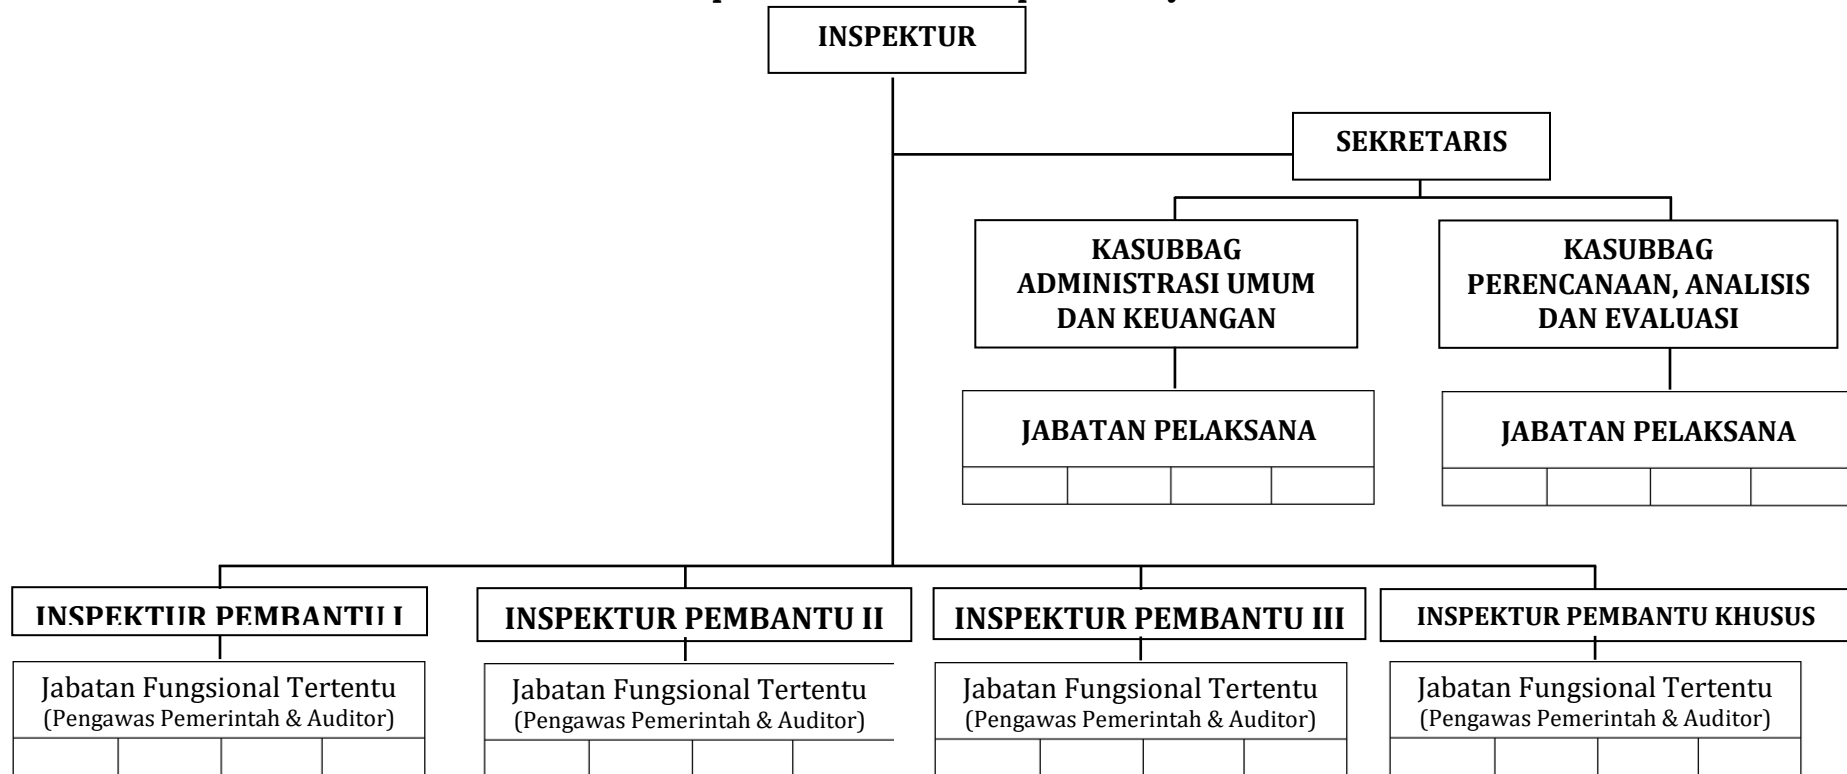 INSPEKTUR
SEKRETARIS
KASUBBAG
ADMINISTRASI UMUM
DAN KEUANGAN
KASUBBAG
PERENCANAAN, ANALISIS
DAN EVALUASI
JABATAN PELAKSANA
JABATAN PELAKSANA
INSPEKTUR PEMBANTU I
INSPEKTUR PEMBANTU II
INSPEKTUR PEMBANTU III
INSPEKTUR PEMBANTU KHUSUS
Jabatan Fungsional Tertentu
(Pengawas Pemerintah & Auditor)
Jabatan Fungsional Tertentu
(Pengawas Pemerintah & Auditor)
Jabatan Fungsional Tertentu
(Pengawas Pemerintah & Auditor)
Jabatan Fungsional Tertentu
(Pengawas Pemerintah & Auditor)